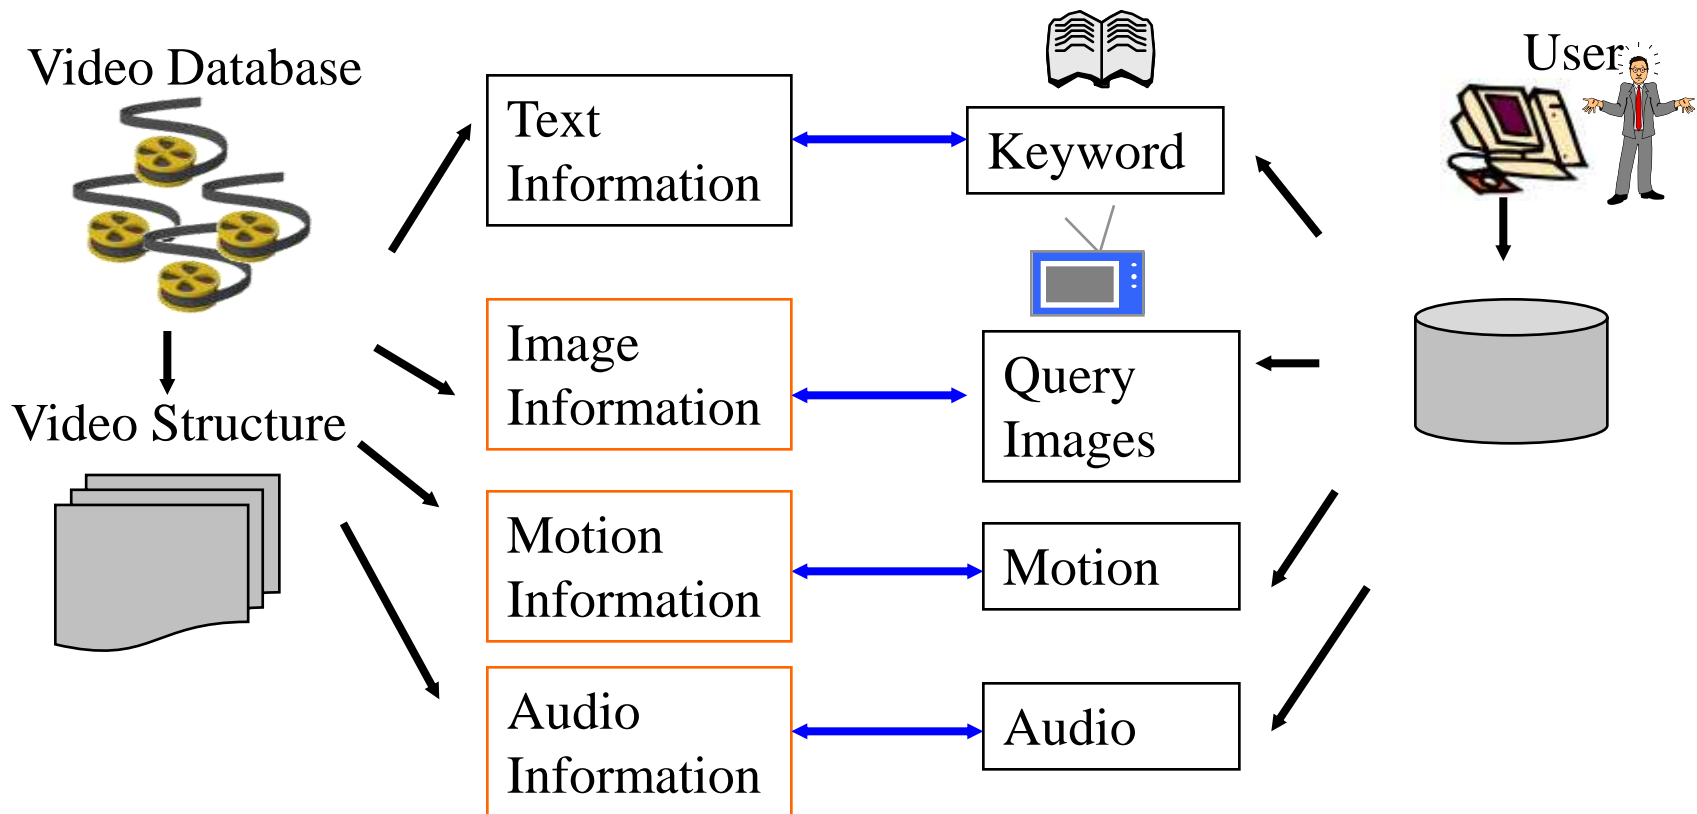 Video Database
User
Text
Information
Keyword
Image
Information
Query
Images
Video Structure
Motion
Information
Motion
Audio
Information
Audio